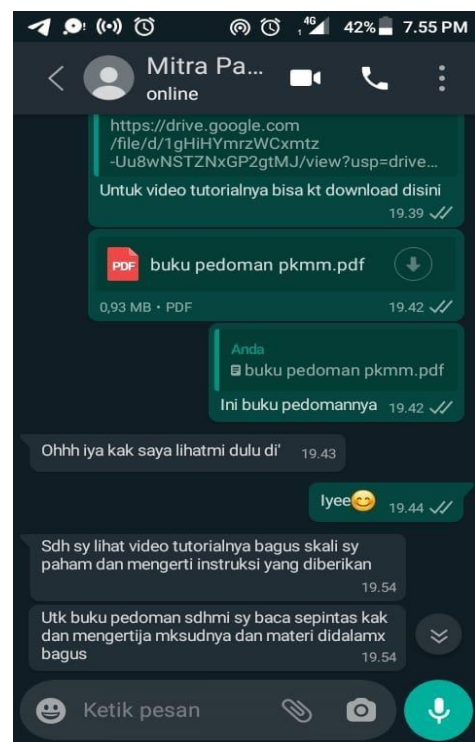 4G 42% 7.55 PM
Mitra Pa...
online
https://drive.google.com
/file/d/1gHiHYmrzWCxmtz
-Uu8wNSTZNxGP2gtMJ/view?usp=drive...
Untuk video tutorialnya bisa kt download disini
19.39
PDF buku pedoman pkmm.pdf
0,93 MB • PDF 19.42
Anda
buku pedoman pkmm.pdf
Ini buku pedomannya 19.42
Ohhh iya kak saya lihatmi dulu di' 19.43
Iyee😊 19.44
Sdh sy lihat video tutorialnya bagus skali sy
paham dan mengerti instruksi yang diberikan
19.54
Utk buku pedoman sdhmi sy baca sepintas kak
dan mengertija mksudnya dan materi didalamx
bagus 19.54
Ketik pesan